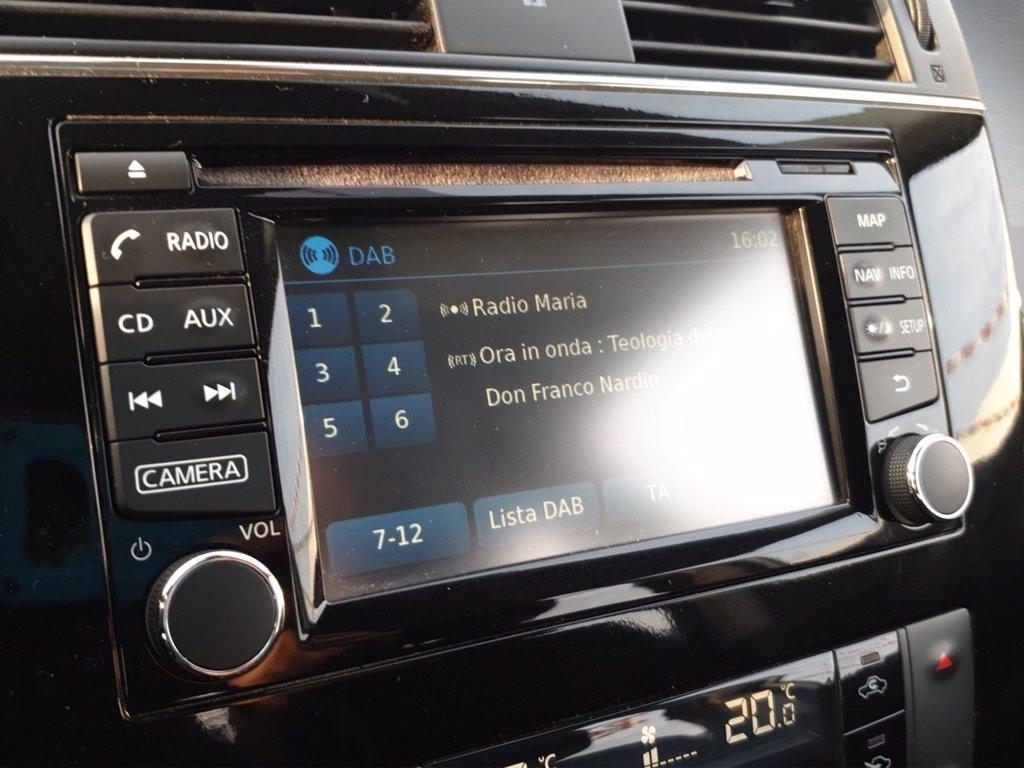 RADIO
CD AUX
CAMERA
VOL
DAB 16:02
1 2
3 4
5 6
Radio Maria
(RT) Ora in onda : Teologia del
Don Franco Nardin
7-12 Lista DAB TA
MAP
NAV INFO
SETUP
20.0 °C
°C